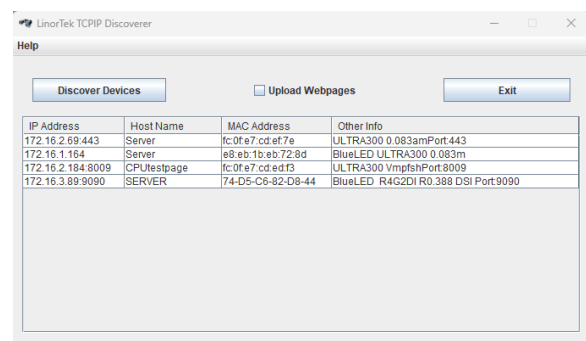 LinorTek TCPIP Discoverer
Help
Discover Devices Upload Webpages Exit
IP Address Host Name MAC Address Other Info
172.16.2.69:443 Server fc:0f:e7:cd:ef:7e ULTRA300 0.083amPort:443
172.16.1.164 Server e8:eb:1b:eb:72:8d BlueLED ULTRA300 0.083m
172.16.2.184:8009 CPUtestpage fc:0f:e7:cd:ed:f3 ULTRA300 VmpfshPort:8009
172.16.3.89:9090 SERVER 74-D5-C6-82-D8-44 BlueLED R4G2DI R0.388 DSI Port:9090